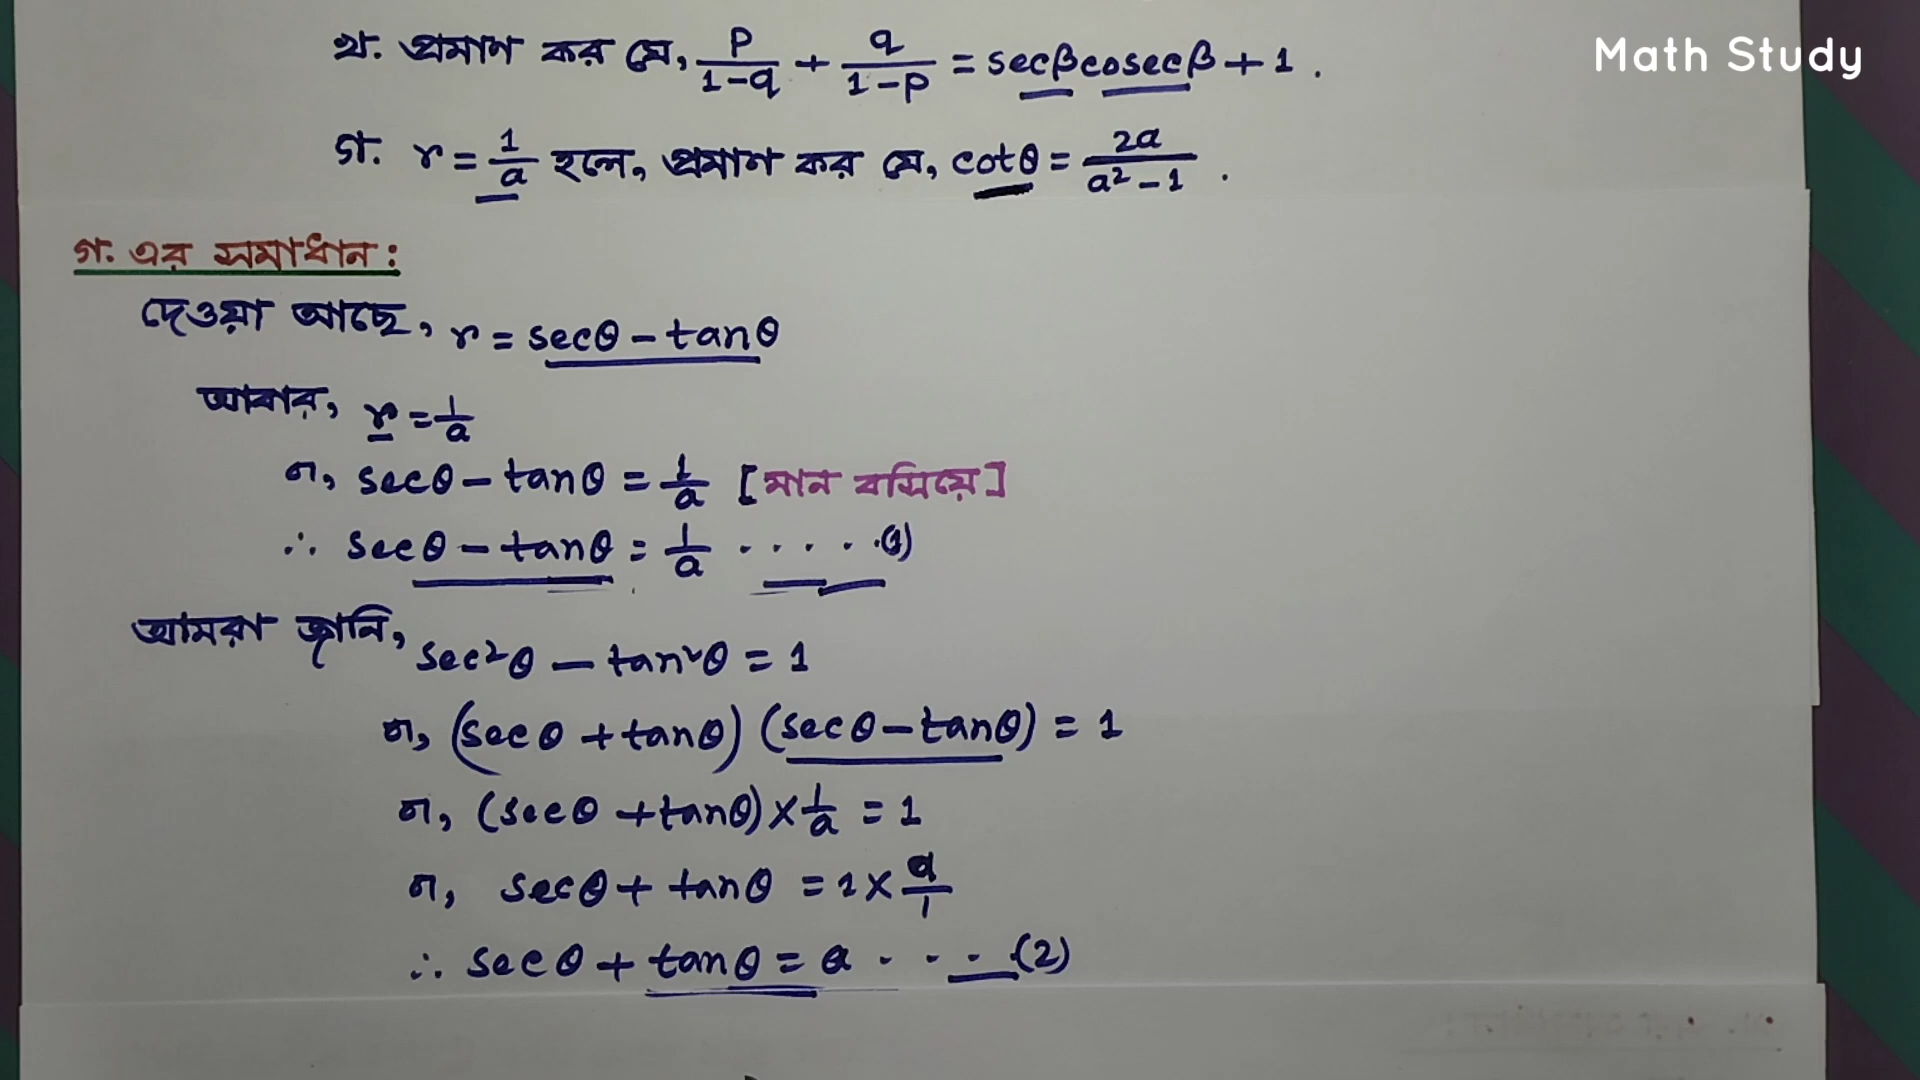 খ. প্রমাণ কর যে, p/(1-q) + q/(1-p) = secβcosecβ + 1 .
Math Study
গ. r = 1/a হলে, প্রমাণ কর যে, cotθ = 2a/(a² - 1) .
গ. এর সমাধান :
দেওয়া আছে, r = secθ - tanθ
আবার, r = 1/a
বা, secθ - tanθ = 1/a [মান বসিয়ে]
∴ secθ - tanθ = 1/a . . . . . (1)
আমরা জানি,
sec²θ - tan²θ = 1
বা, (secθ + tanθ) (secθ - tanθ) = 1
বা, (secθ + tanθ) × 1/a = 1
বা, secθ + tanθ = 1 × a/1
∴ secθ + tanθ = a . . . . (2)